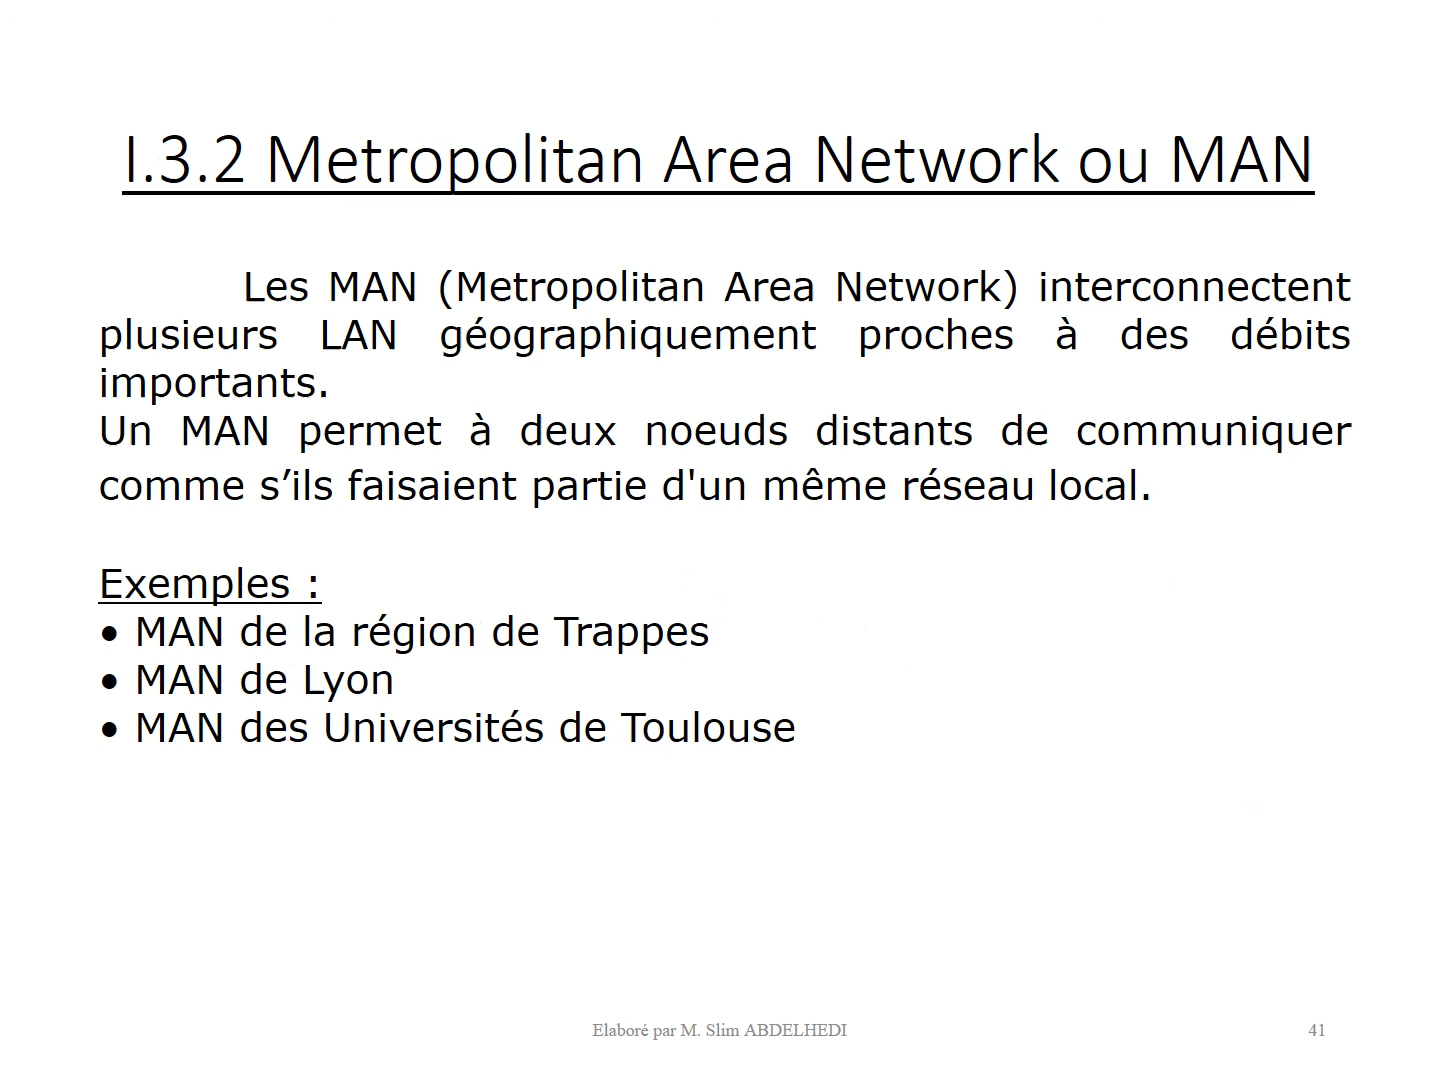 I.3.2 Metropolitan Area Network ou MAN
Les MAN (Metropolitan Area Network) interconnectent
plusieurs LAN géographiquement proches à des débits
importants.
Un MAN permet à deux noeuds distants de communiquer
comme s’ils faisaient partie d'un même réseau local.
Exemples :
• MAN de la région de Trappes
• MAN de Lyon
• MAN des Universités de Toulouse
Elaboré par M. Slim ABDELHEDI
41